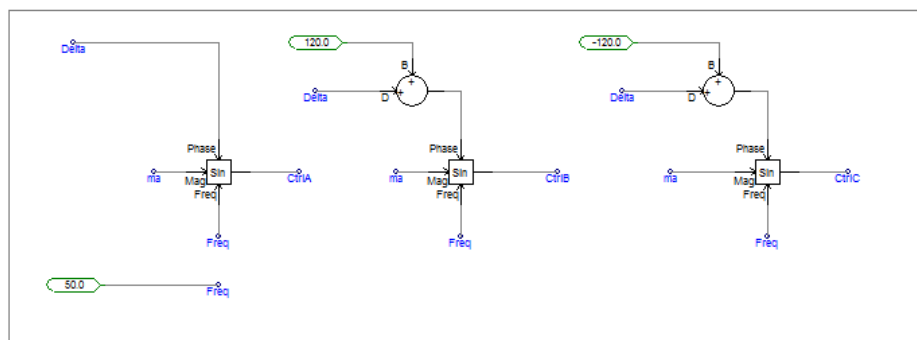 120.0
-120.0
Delta
B
+
Delta
D
+
B
+
Delta
D
+
Phase
Phase
Phase
ma
Mag
Sin
CtrlA
Freq
ma
Mag
Sin
CtrlB
Freq
ma
Mag
Sin
CtrlC
Freq
Freq
Freq
Freq
50.0
Freq